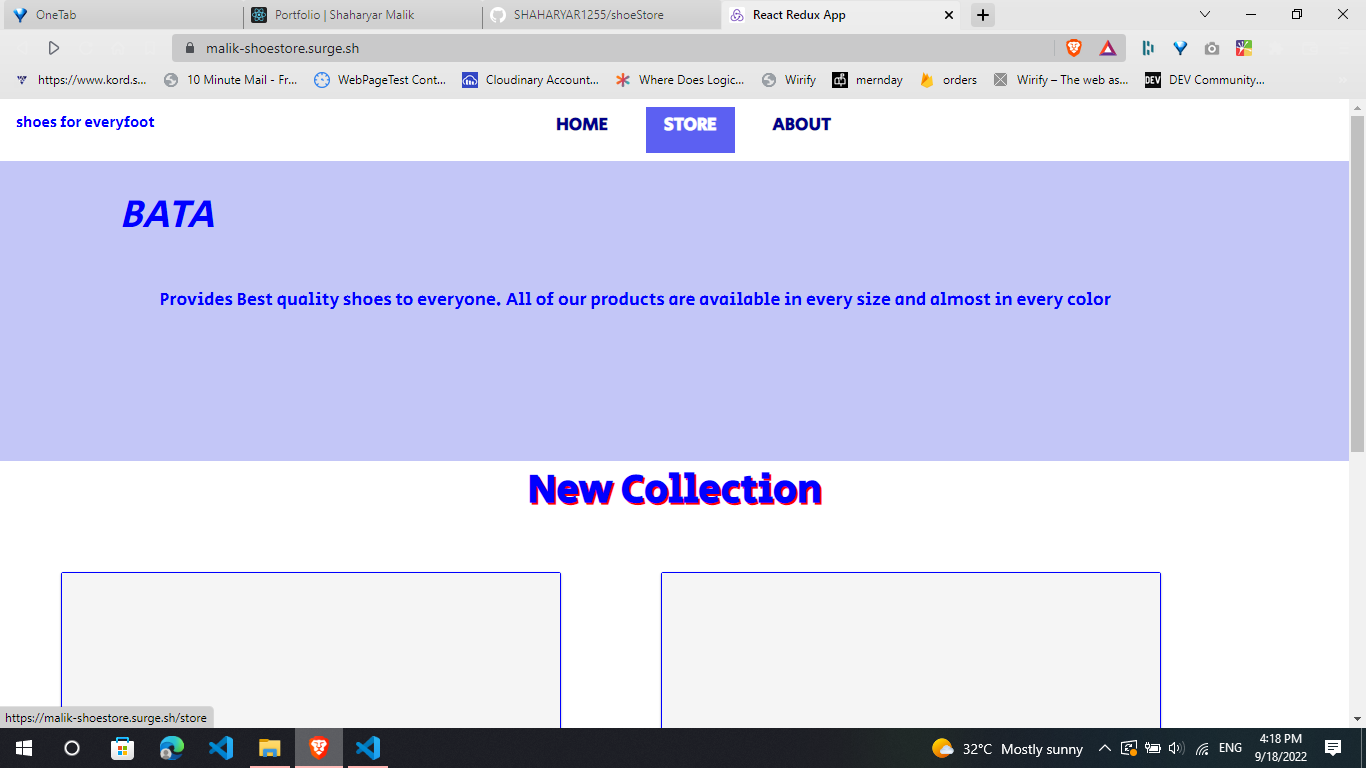 OneTab
Portfolio | Shaharyar Malik
SHAHARYAR1255/shoeStore
React Redux App
malik-shoestore.surge.sh
https://www.kord.s...
10 Minute Mail - Fr...
WebPageTest Cont...
Cloudinary Account...
Where Does Logic...
Wirify
mernday
orders
Wirify – The web as...
DEV
DEV Community...
shoes for everyfoot
HOME
STORE
ABOUT
BATA
Provides Best quality shoes to everyone. All of our products are available in every size and almost in every color
New Collection
https://malik-shoestore.surge.sh/store
32°C Mostly sunny
ENG
4:18 PM
9/18/2022